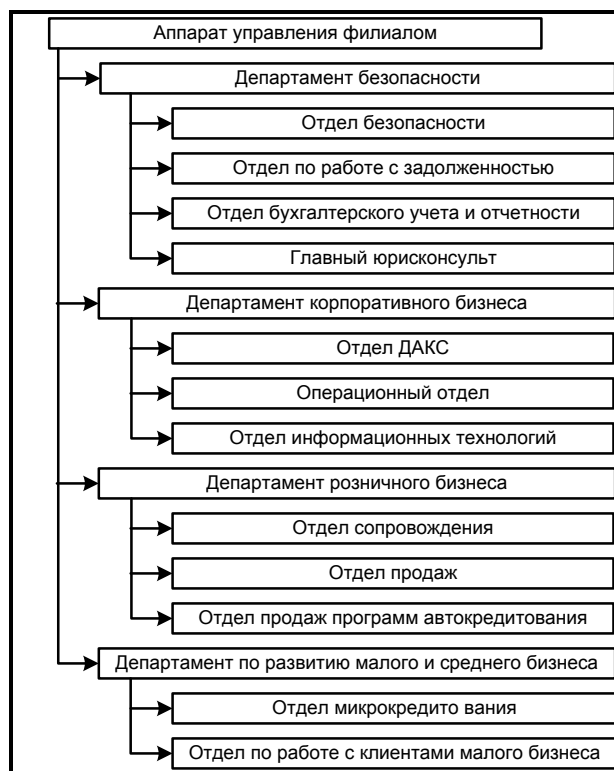 Аппарат управления филиалом
Департамент безопасности
Отдел безопасности
Отдел по работе с задолженностью
Отдел бухгалтерского учета и отчетности
Главный юрисконсульт
Департамент корпоративного бизнеса
Отдел ДАКС
Операционный отдел
Отдел информационных технологий
Департамент розничного бизнеса
Отдел сопровождения
Отдел продаж
Отдел продаж программ автокредитования
Департамент по развитию малого и среднего бизнеса
Отдел микрокредито вания
Отдел по работе с клиентами малого бизнеса